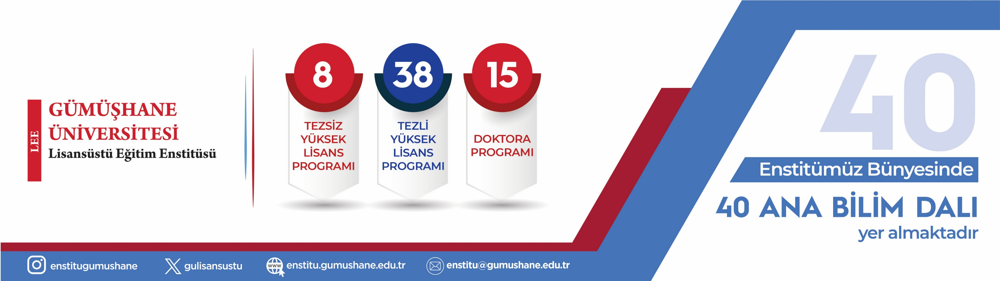 LEE
GÜMÜŞHANE
ÜNİVERSİTESİ
Lisansüstü Eğitim Enstitüsü
8
TEZSİZ
YÜKSEK
LİSANS
PROGRAMI
38
TEZLİ
YÜKSEK
LİSANS
PROGRAMI
15
DOKTORA
PROGRAMI
40
Enstitümüz Bünyesinde
40 ANA BİLİM DALI
yer almaktadır
enstitugumushane
gulisansustu
www
enstitu.gumushane.edu.tr
enstitu@gumushane.edu.tr